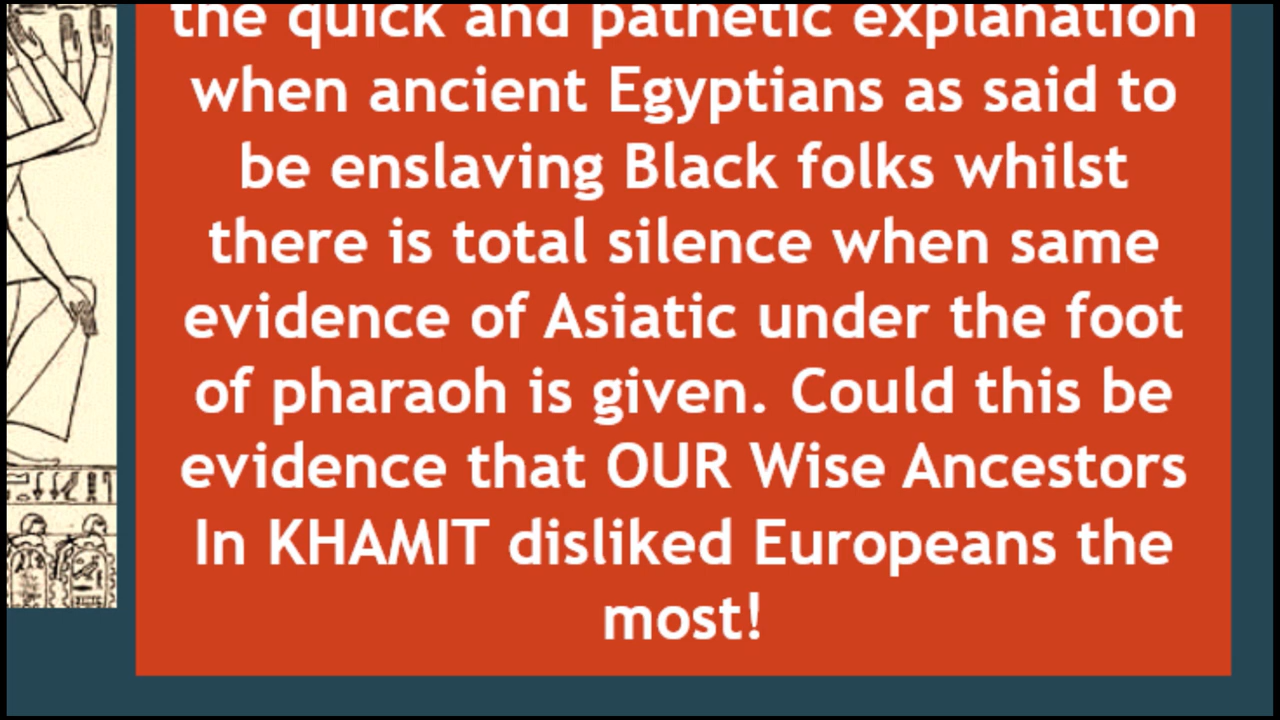 the quick and pathetic explanation
when ancient Egyptians as said to
be enslaving Black folks whilst
there is total silence when same
evidence of Asiatic under the foot
of pharaoh is given. Could this be
evidence that OUR Wise Ancestors
In KHAMIT disliked Europeans the
most!